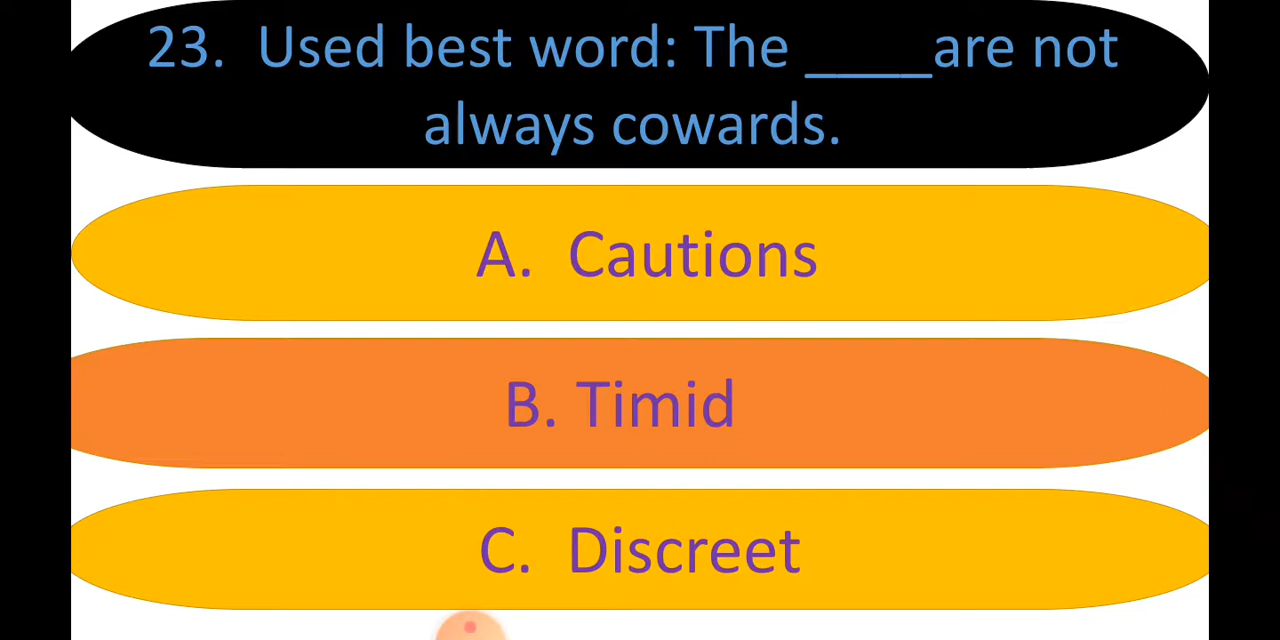 23. Used best word: The ____are not
always cowards.
A. Cautions
B. Timid
C. Discreet